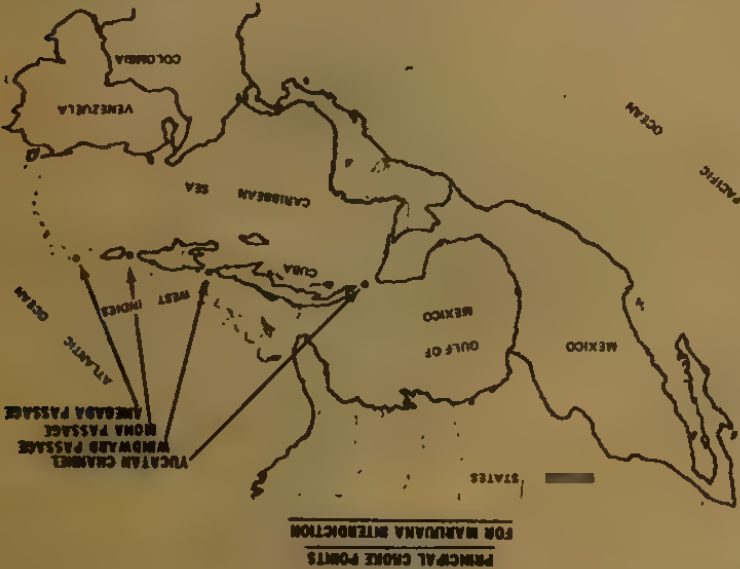 PRINCIPAL CHOKE POINTS
FOR MARIJUANA INTERDICTION
STATES
YUCATAN CHANNEL
WINDWARD PASSAGE
MONA PASSAGE
ANEGADA PASSAGE
ATLANTIC
OCEAN
MEXICO
GULF OF
MEXICO
WEST INDIES
CUBA
CARIBBEAN
SEA
PACIFIC
OCEAN
VENEZUELA
COLOMBIA